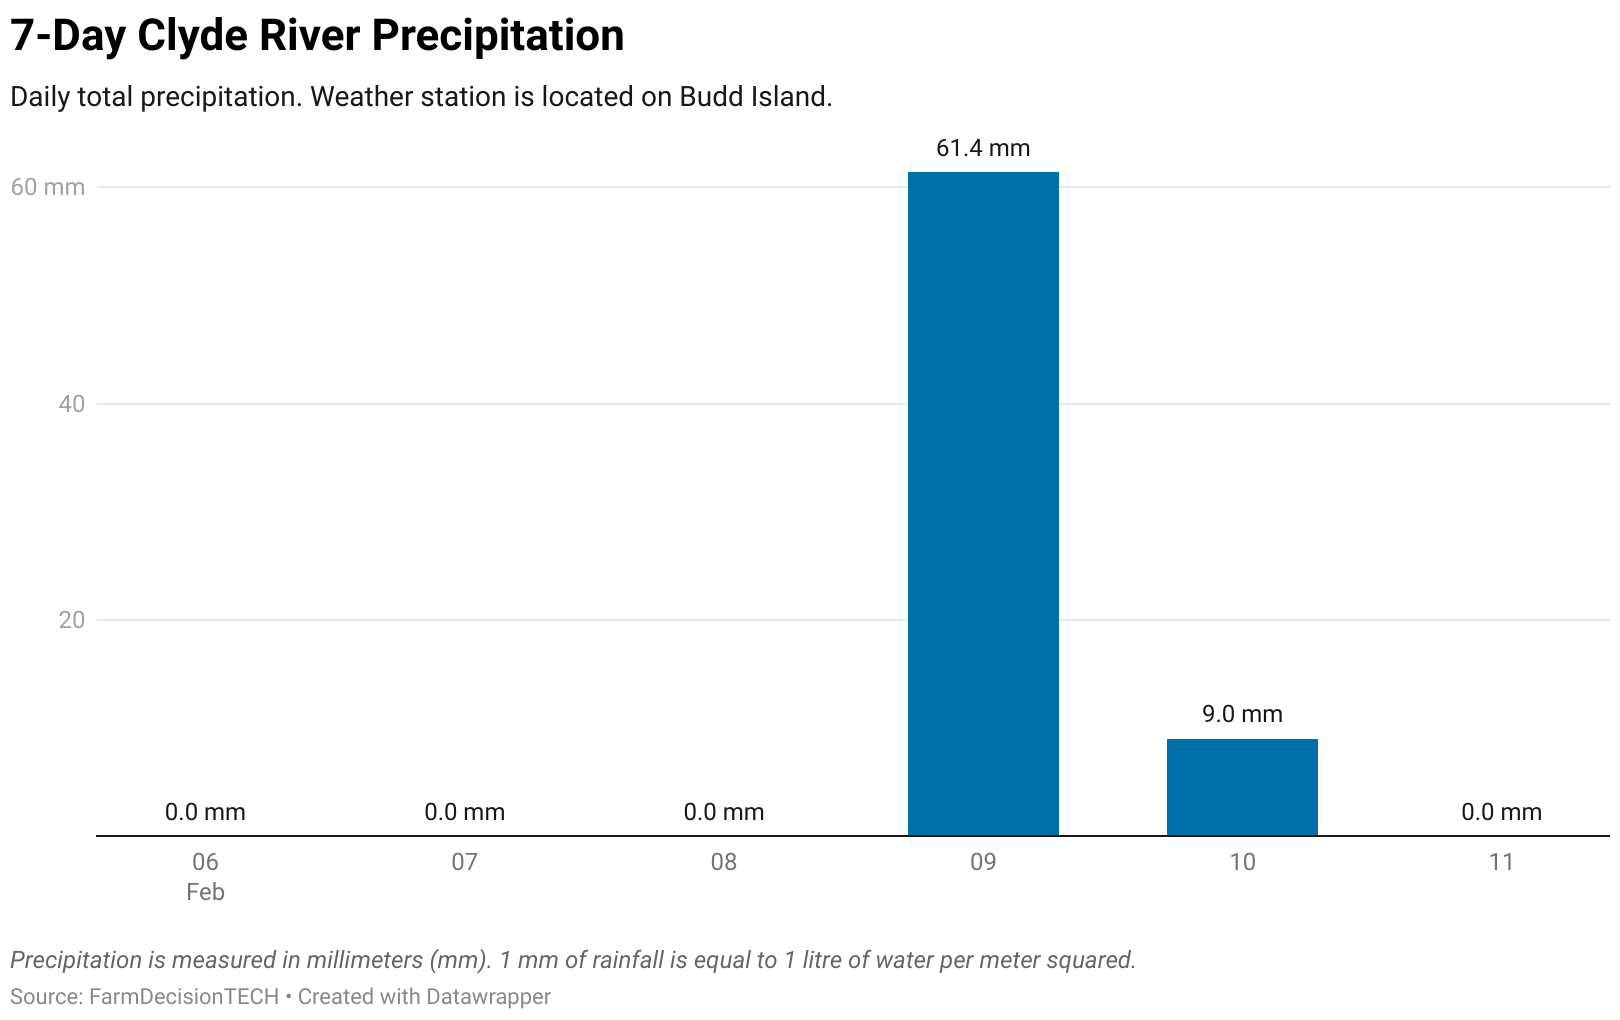 7-Day Clyde River Precipitation
Daily total precipitation. Weather station is located on Budd Island.
61.4 mm
60 mm
40
20
9.0 mm
0.0 mm
0.0 mm
0.0 mm
0.0 mm
06
07
08
09
10
11
Feb
Precipitation is measured in millimeters (mm). 1 mm of rainfall is equal to 1 litre of water per meter squared.
Source: FarmDecisionTECH • Created with Datawrapper